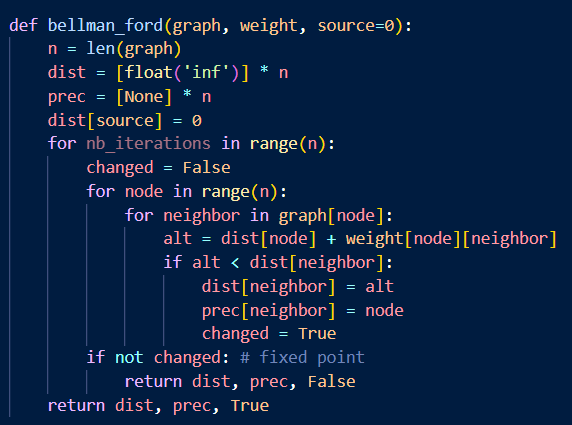 def bellman_ford(graph, weight, source=0):
    n = len(graph)
    dist = [float('inf')] * n
    prec = [None] * n
    dist[source] = 0
    for nb_iterations in range(n):
        changed = False
        for node in range(n):
            for neighbor in graph[node]:
                alt = dist[node] + weight[node][neighbor]
                if alt < dist[neighbor]:
                    dist[neighbor] = alt
                    prec[neighbor] = node
                    changed = True
        if not changed: # fixed point
            return dist, prec, False
    return dist, prec, True